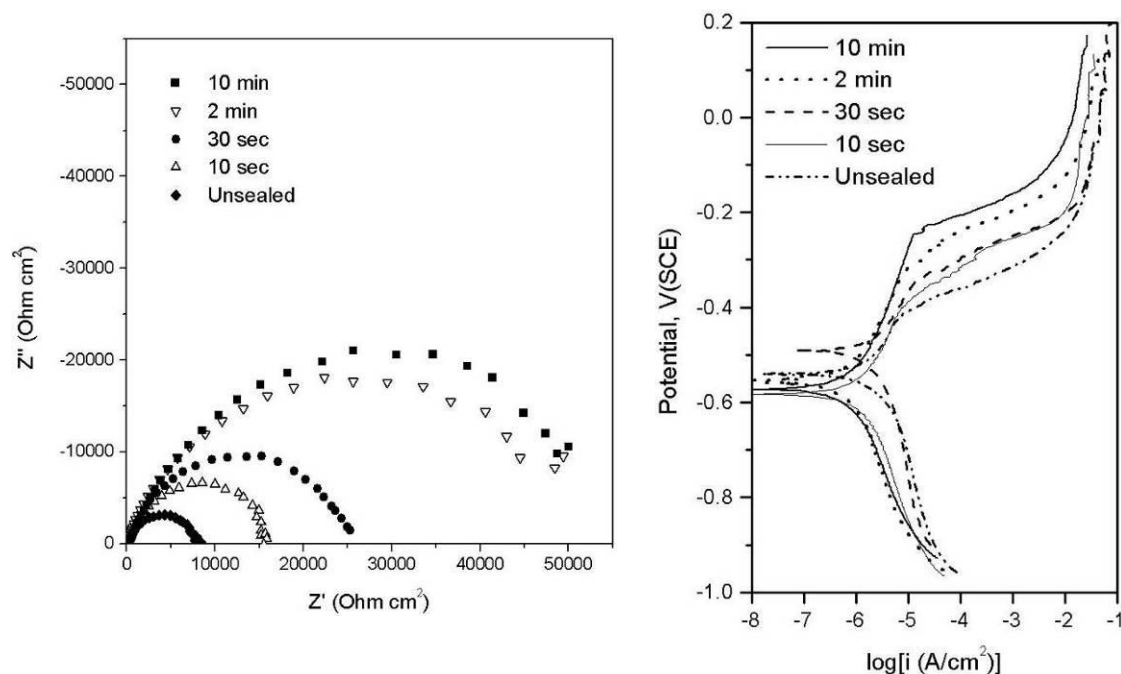 -50000
-40000
-30000
-20000
-10000
0
Z'' (Ohm cm²)
10 min
2 min
30 sec
10 sec
Unsealed
0
10000
20000
30000
40000
50000
Z' (Ohm cm²)
0.2
0.0
-0.2
-0.4
-0.6
-0.8
-1.0
Potential, V(SCE)
10 min
2 min
30 sec
10 sec
Unsealed
-8
-7
-6
-5
-4
-3
-2
-1
log[i (A/cm²)]